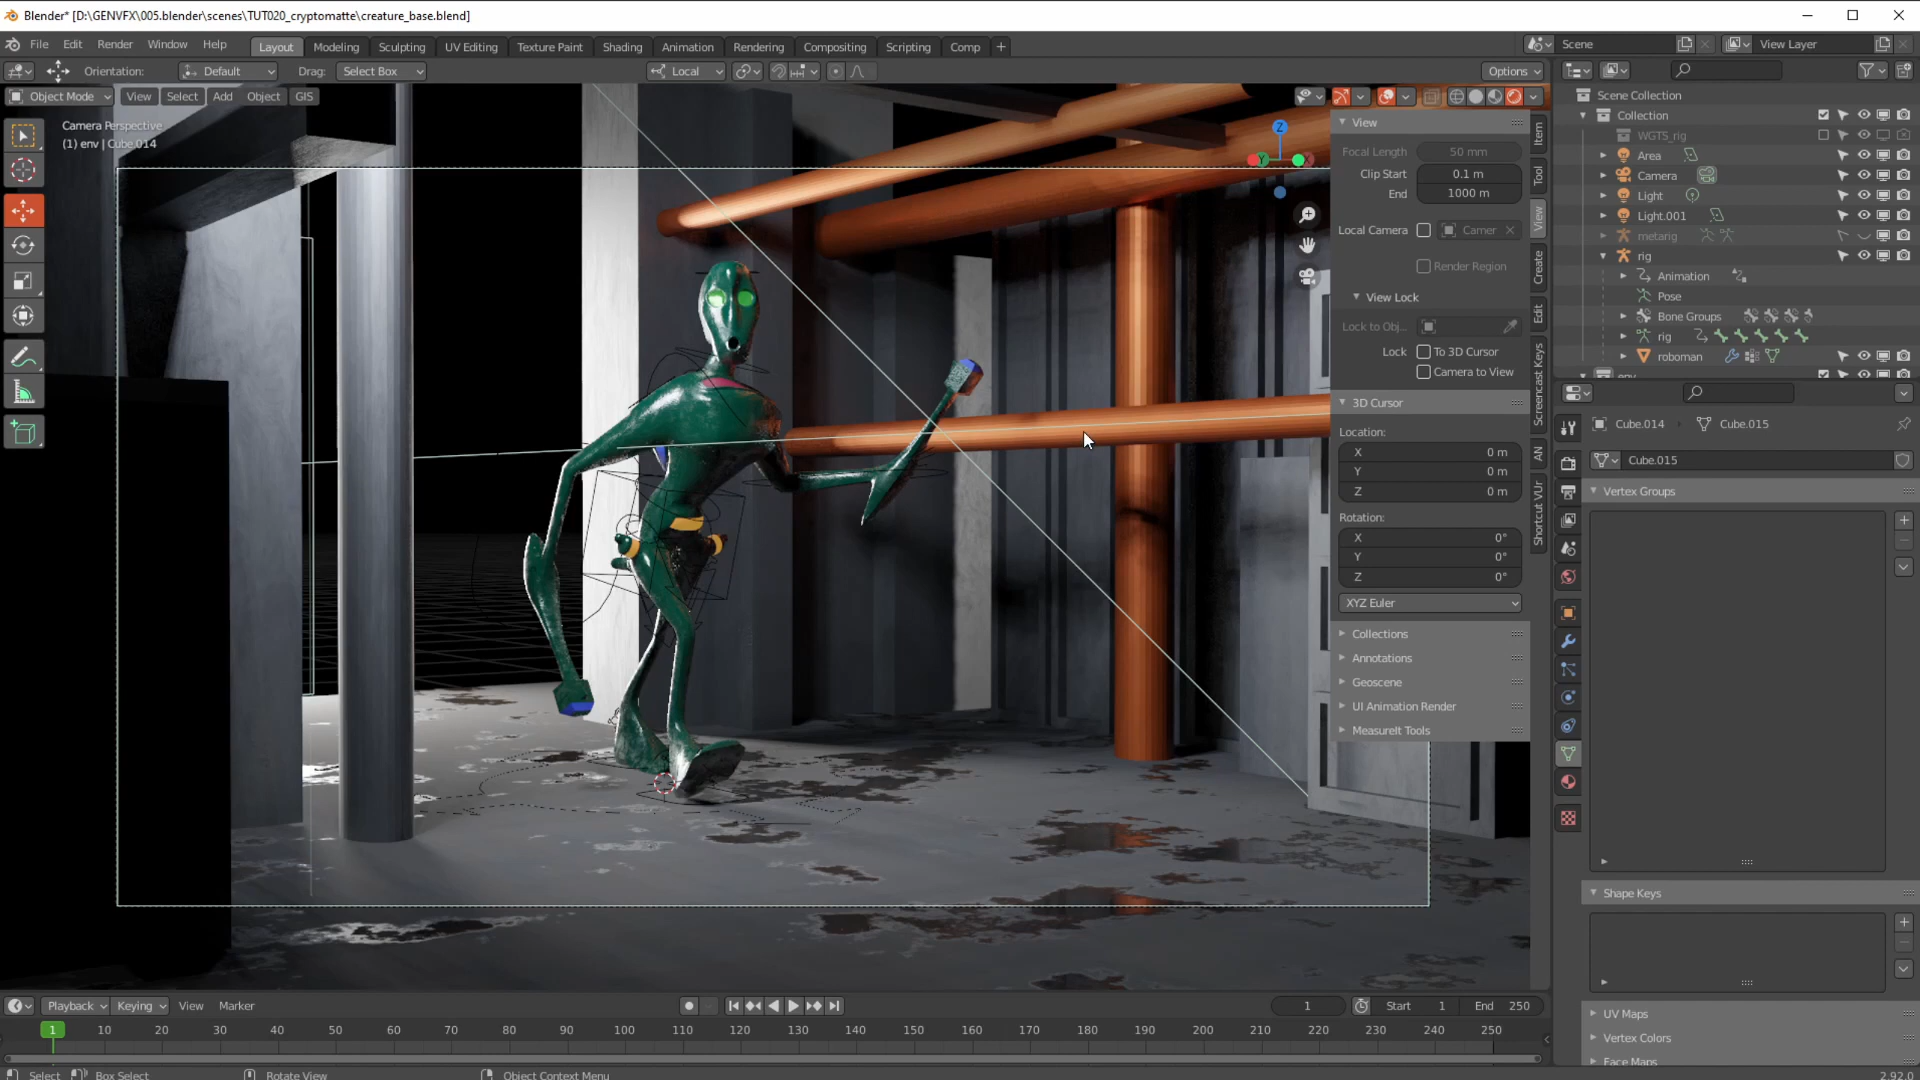 Blender* [D:\GENVFX\005.blender\scenes\TUT020_cryptomatte\creature_base.blend]
File Edit Render Window Help
Layout Modeling Sculpting UV Editing Texture Paint Shading Animation Rendering Compositing Scripting Comp +
Scene
View Layer
Orientation: Default Drag: Select Box
Local
Options
Object Mode View Select Add Object GIS
Camera Perspective
(1) env | Cube.014
Z
Y
View
Focal Length 50 mm
Clip Start 0.1 m
End 1000 m
Local Camera Camer
Render Region
View Lock
Lock to Obj...
Lock To 3D Cursor
Camera to View
3D Cursor
Location:
X 0 m
Y 0 m
Z 0 m
Rotation:
X 0°
Y 0°
Z 0°
XYZ Euler
Collections
Annotations
Geoscene
UI Animation Render
MeasureIt Tools
Item
Tool
View
Create
Edit
Screencast Keys
AN
Shortcut VUr
Scene Collection
Collection
WGTS_rig
Area
Camera
Light
Light.001
metarig
rig
Animation
Pose
Bone Groups
rig
roboman
env
Cube.014 Cube.015
Cube.015
Vertex Groups
Shape Keys
UV Maps
Vertex Colors
Face Maps
Playback Keying View Marker
1
Start 1 End 250
1 10 20 30 40 50 60 70 80 90 100 110 120 130 140 150 160 170 180 190 200 210 220 230 240 250
Select Box Select Rotate View Object Context Menu
2.92.0